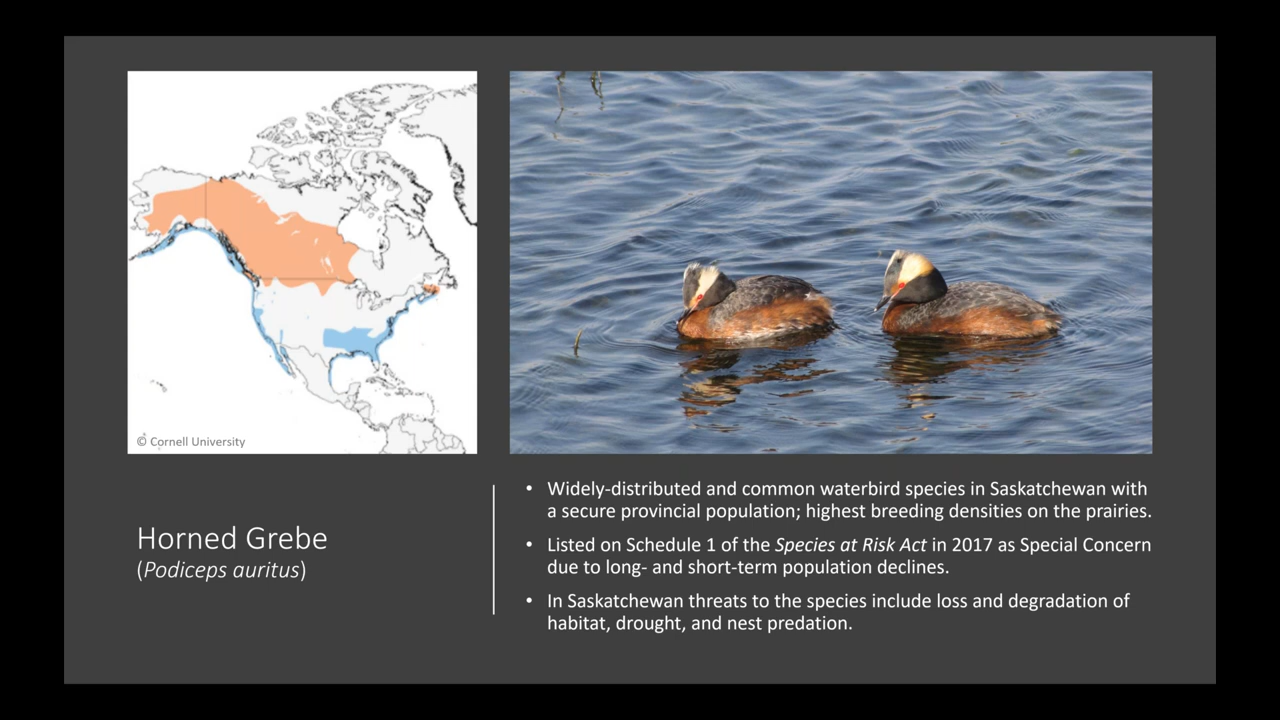 © Cornell University
Horned Grebe
(Podiceps auritus)
• Widely-distributed and common waterbird species in Saskatchewan with
a secure provincial population; highest breeding densities on the prairies.
• Listed on Schedule 1 of the Species at Risk Act in 2017 as Special Concern
due to long- and short-term population declines.
• In Saskatchewan threats to the species include loss and degradation of
habitat, drought, and nest predation.